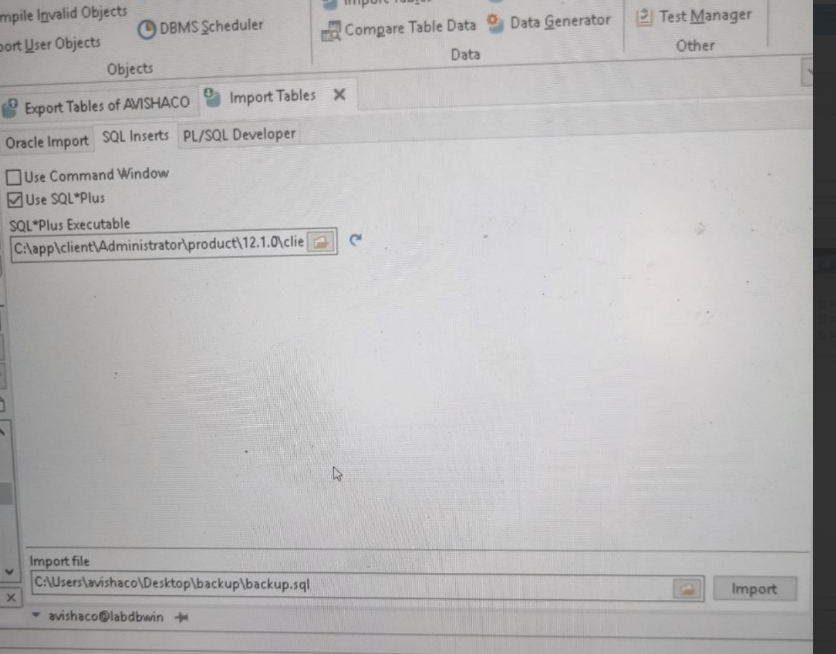 mpile Invalid Objects
DBMS Scheduler
port User Objects
Objects
Compare Table Data
Data Generator
Data
Test Manager
Other
Export Tables of AVISHACO
Import Tables
Oracle Import
SQL Inserts
PL/SQL Developer
Use Command Window
Use SQL*Plus
SQL*Plus Executable
C:\app\client\Administrator\product\12.1.0\clie
Import file
C:\Users\avishaco\Desktop\backup\backup.sql
Import
avishaco@labdbwin